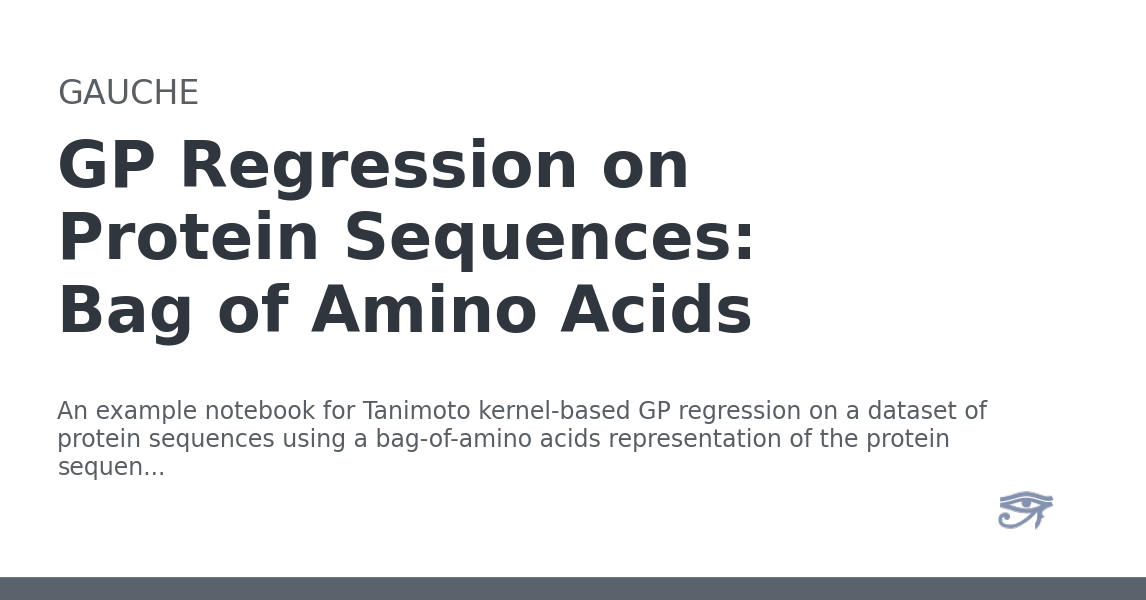 GAUCHE
GP Regression on
Protein Sequences:
Bag of Amino Acids
An example notebook for Tanimoto kernel-based GP regression on a dataset of
protein sequences using a bag-of-amino acids representation of the protein
sequen...